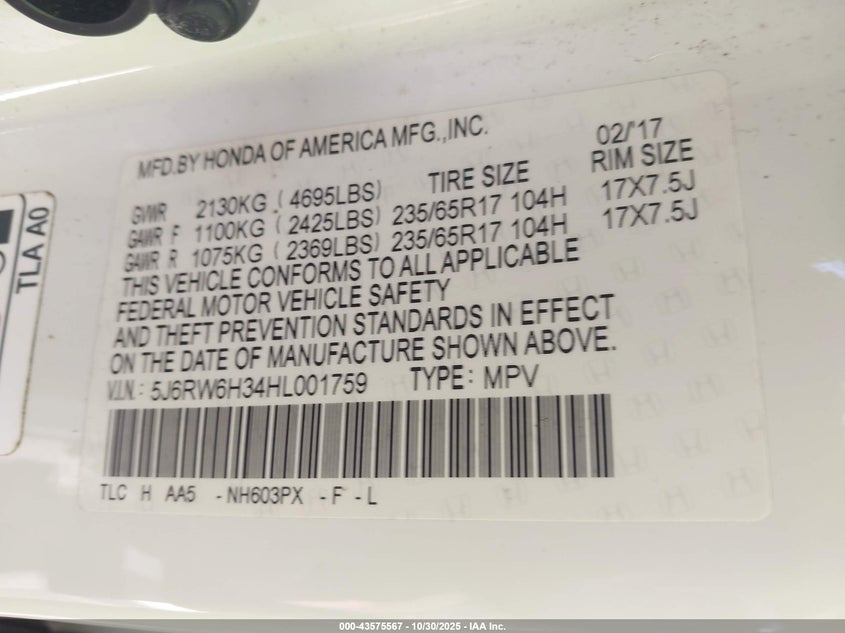 MFD.BY HONDA OF AMERICA MFG.,INC. 02/'17
TIRE SIZE RIM SIZE
GVWR 2130KG (4695LBS)
GAWR F 1100KG (2425LBS) 235/65R17 104H 17X7.5J
GAWR R 1075KG (2369LBS) 235/65R17 104H 17X7.5J
THIS VEHICLE CONFORMS TO ALL APPLICABLE
FEDERAL MOTOR VEHICLE SAFETY
AND THEFT PREVENTION STANDARDS IN EFFECT
ON THE DATE OF MANUFACTURE SHOWN ABOVE.
V.I.N.: 5J6RW6H34HL001759 TYPE: MPV
TLC H AA5 -NH603PX -F -L
TLA A0
000-43575567 - 10/30/2025 - IAA Inc.